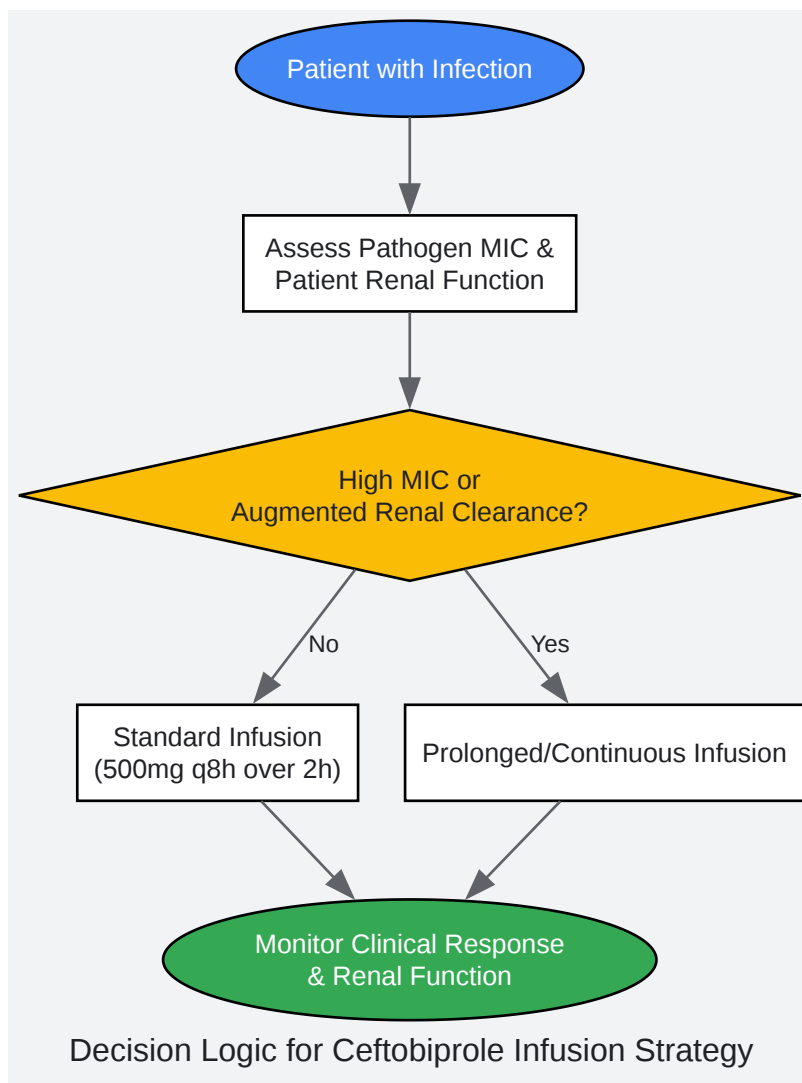 Patient with Infection
Assess Pathogen MIC &
Patient Renal Function
High MIC or
Augmented Renal Clearance?
No
Yes
Standard Infusion
(500mg q8h over 2h)
Prolonged/Continuous Infusion
Monitor Clinical Response
& Renal Function
Decision Logic for Ceftobiprole Infusion Strategy